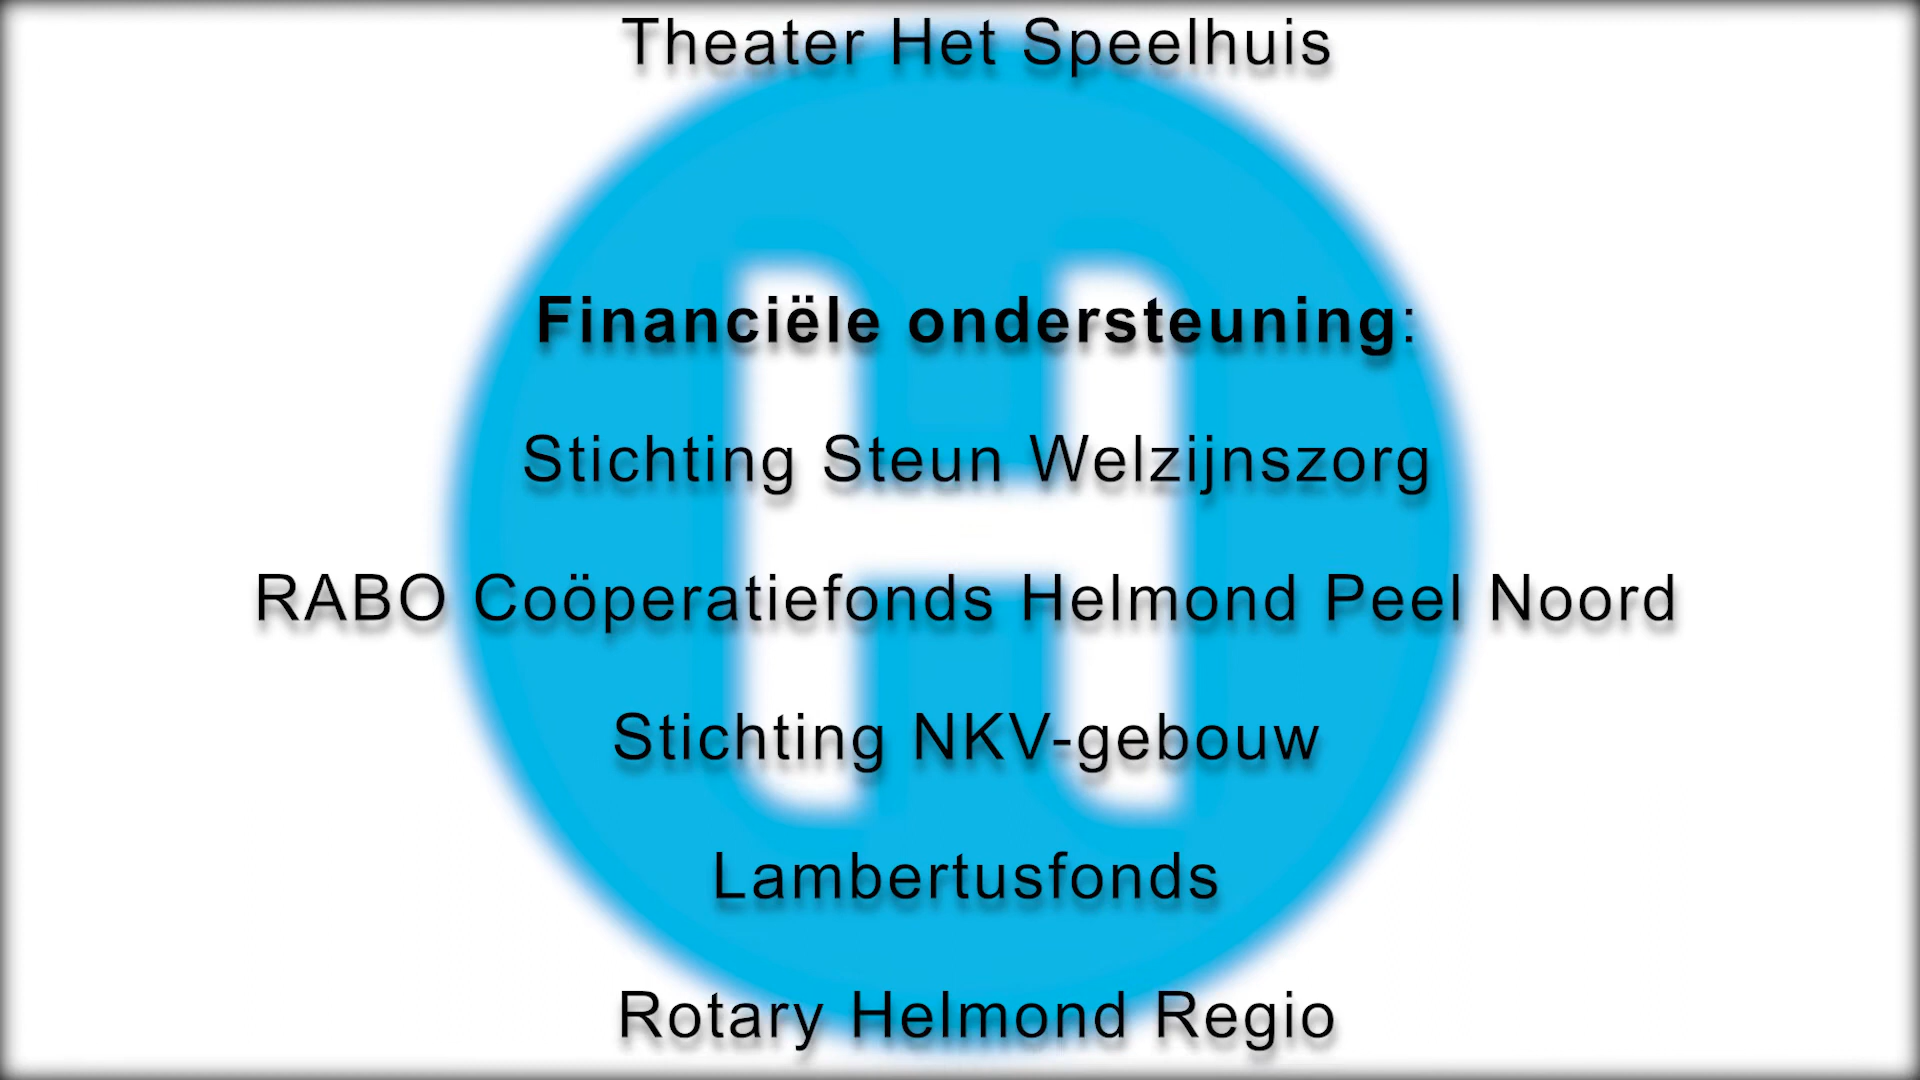 Theater Het Speelhuis
Financiële ondersteuning:
Stichting Steun Welzijnszorg
RABO Coöperatiefonds Helmond Peel Noord
Stichting NKV-gebouw
Lambertusfonds
Rotary Helmond Regio
H